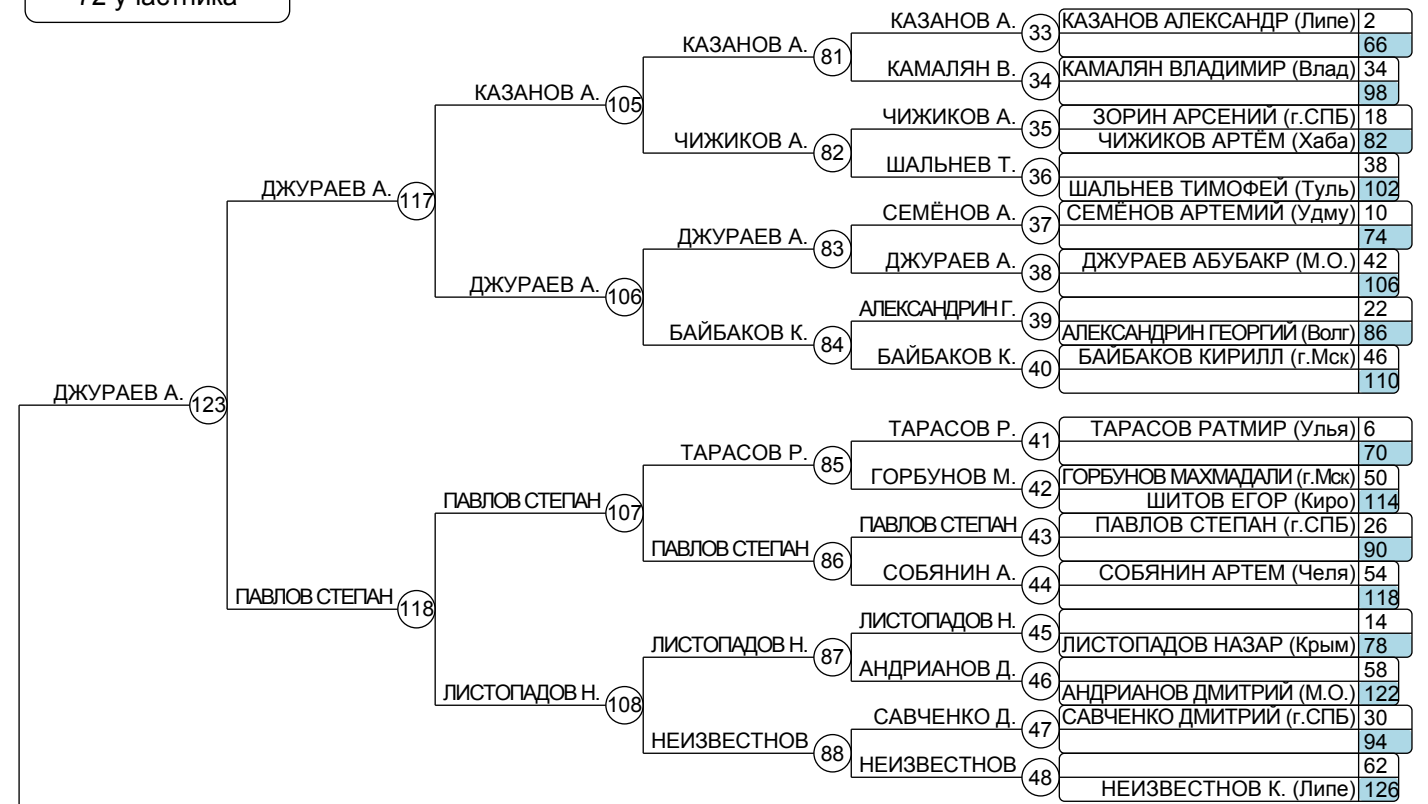 72 участника
КАЗАНОВ А. 33 КАЗАНОВ АЛЕКСАНДР (Липе) 2
66
КАЗАНОВ А. 81
КАМАЛЯН В. 34 КАМАЛЯН ВЛАДИМИР (Влад) 34
98
КАЗАНОВ А. 105
ЧИЖИКОВ А. 35 ЗОРИН АРСЕНИЙ (г.СПБ) 18
ЧИЖИКОВ АРТЁМ (Хаба) 82
ЧИЖИКОВ А. 82
ШАЛЬНЕВ Т. 36 38
ШАЛЬНЕВ ТИМОФЕЙ (Туль) 102
ДЖУРАЕВ А. 117
СЕМЁНОВ А. 37 СЕМЁНОВ АРТЕМИЙ (Удму) 10
74
ДЖУРАЕВ А. 83
ДЖУРАЕВ А. 38 ДЖУРАЕВ АБУБАКР (М.О.) 42
106
ДЖУРАЕВ А. 106
АЛЕКСАНДРИН Г. 39 22
АЛЕКСАНДРИН ГЕОРГИЙ (Волг) 86
БАЙБАКОВ К. 84
БАЙБАКОВ К. 40 БАЙБАКОВ КИРИЛЛ (г.Мск) 46
110
ДЖУРАЕВ А. 123
ТАРАСОВ Р. 41 ТАРАСОВ РАТМИР (Улья) 6
70
ТАРАСОВ Р. 85
ГОРБУНОВ М. 42 ГОРБУНОВ МАХМАДАЛИ (г.Мск) 50
ШИТОВ ЕГОР (Киро) 114
ПАВЛОВ СТЕПАН 107
ПАВЛОВ СТЕПАН 43 ПАВЛОВ СТЕПАН (г.СПБ) 26
90
ПАВЛОВ СТЕПАН 86
СОБЯНИН А. 44 СОБЯНИН АРТЕМ (Челя) 54
118
ПАВЛОВ СТЕПАН 118
ЛИСТОПАДОВ Н. 45 14
ЛИСТОПАДОВ НАЗАР (Крым) 78
ЛИСТОПАДОВ Н. 87
АНДРИАНОВ Д. 46 58
АНДРИАНОВ ДМИТРИЙ (М.О.) 122
ЛИСТОПАДОВ Н. 108
САВЧЕНКО Д. 47 САВЧЕНКО ДМИТРИЙ (г.СПБ) 30
94
НЕИЗВЕСТНОВ 88
НЕИЗВЕСТНОВ 48 62
НЕИЗВЕСТНОВ К. (Липе) 126